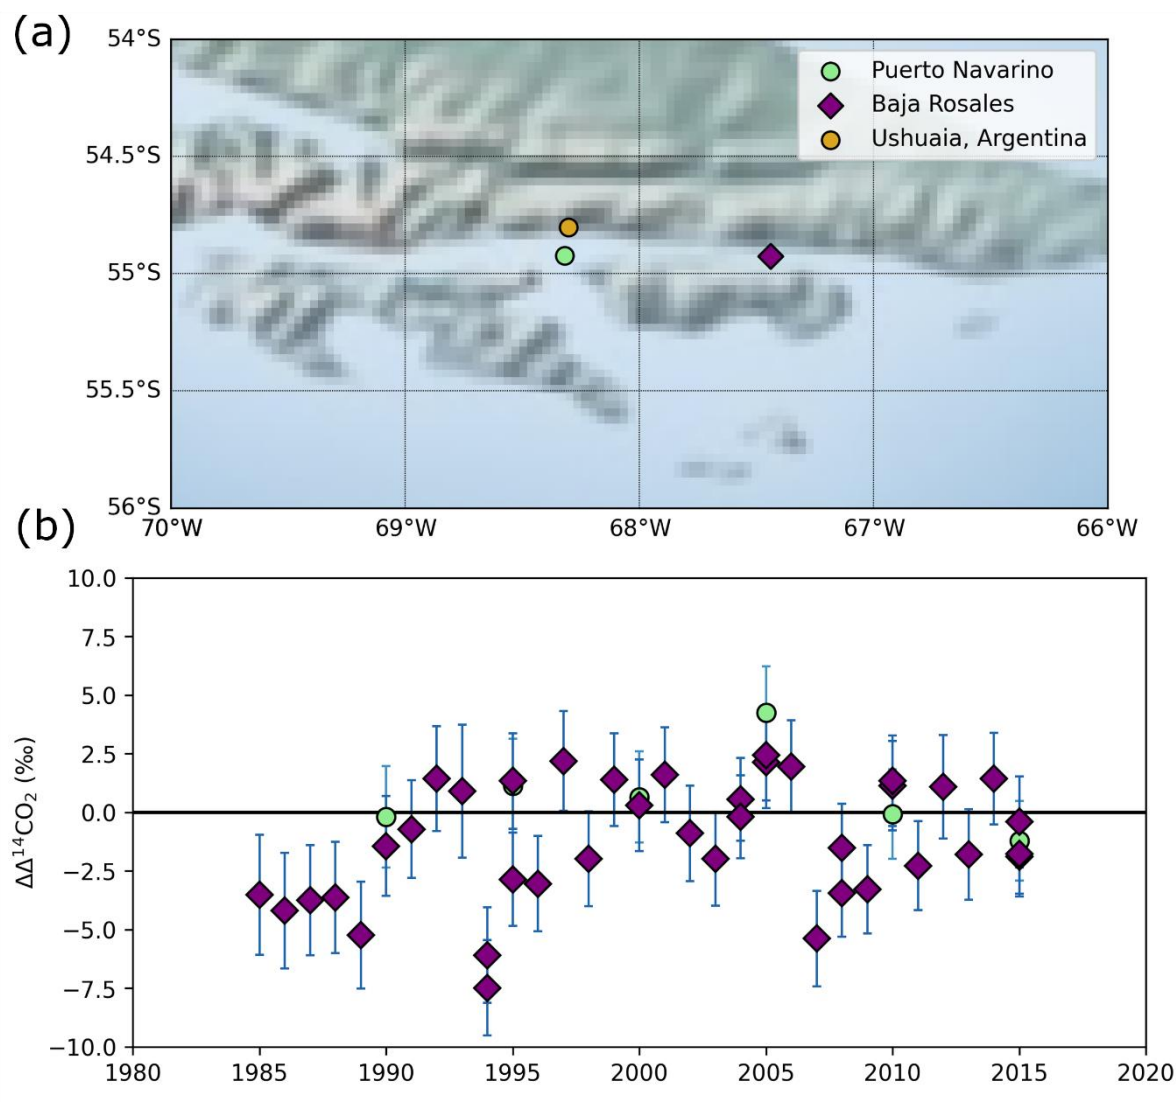 (a)
54°S
54.5°S
55°S
55.5°S
56°S
70°W 69°W 68°W 67°W 66°W
Puerto Navarino
Baja Rosales
Ushuaia, Argentina
(b)
ΔΔ¹⁴CO₂ (‰)
10.0
7.5
5.0
2.5
0.0
−2.5
−5.0
−7.5
−10.0
1980 1985 1990 1995 2000 2005 2010 2015 2020